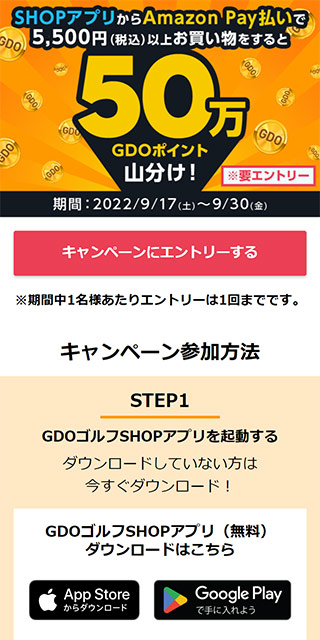 SHOPアプリからAmazon Pay払いで
5,500円(税込)以上お買い物をすると
50万
GDOポイント
山分け！
※要エントリー
期間：2022/9/17(土)～9/30(金)
キャンペーンにエントリーする
※期間中1名様あたりエントリーは1回までです。
キャンペーン参加方法
STEP1
GDOゴルフSHOPアプリを起動する
ダウンロードしていない方は
今すぐダウンロード！
GDOゴルフSHOPアプリ（無料）
ダウンロードはこちら
App Store
からダウンロード
Google Play
で手に入れよう